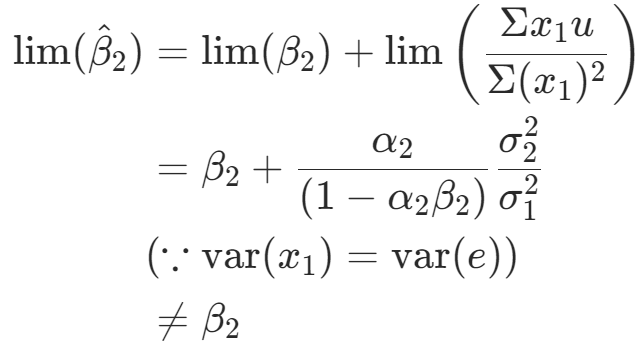 lim(β̂₂) = lim(β₂) + lim(Σx₁u / Σ(x₁)²)
= β₂ + α₂ / (1 − α₂β₂) σ₂² / σ₁²
(∵ var(x₁) = var(e))
≠ β₂